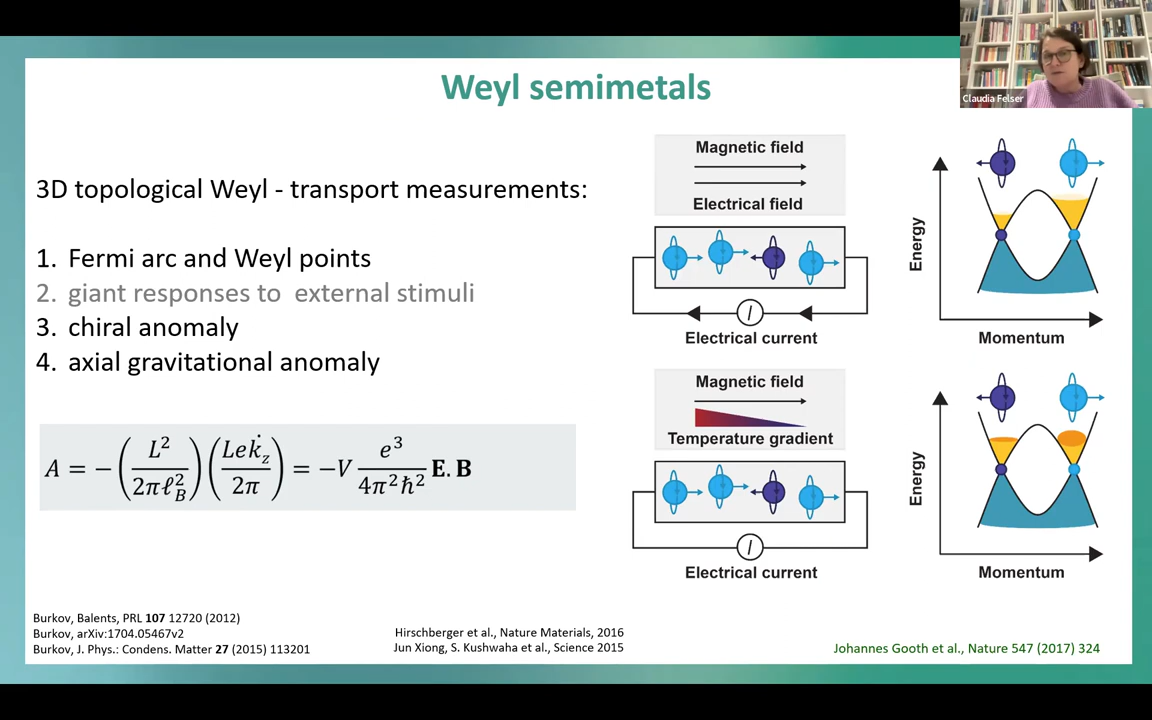 Claudia Felser
Weyl semimetals
3D topological Weyl - transport measurements:
1. Fermi arc and Weyl points
2. giant responses to external stimuli
3. chiral anomaly
4. axial gravitational anomaly
A = −(L²/2πℓ_B²)(Lek̇_z/2π) = −V e³/4π²ħ² E.B
Magnetic field
Electrical field
I
Electrical current
Energy
Momentum
Magnetic field
Temperature gradient
I
Electrical current
Energy
Momentum
Burkov, Balents, PRL 107 12720 (2012)
Burkov, arXiv:1704.05467v2
Burkov, J. Phys.: Condens. Matter 27 (2015) 113201
Hirschberger et al., Nature Materials, 2016
Jun Xiong, S. Kushwaha et al., Science 2015
Johannes Gooth et al., Nature 547 (2017) 324